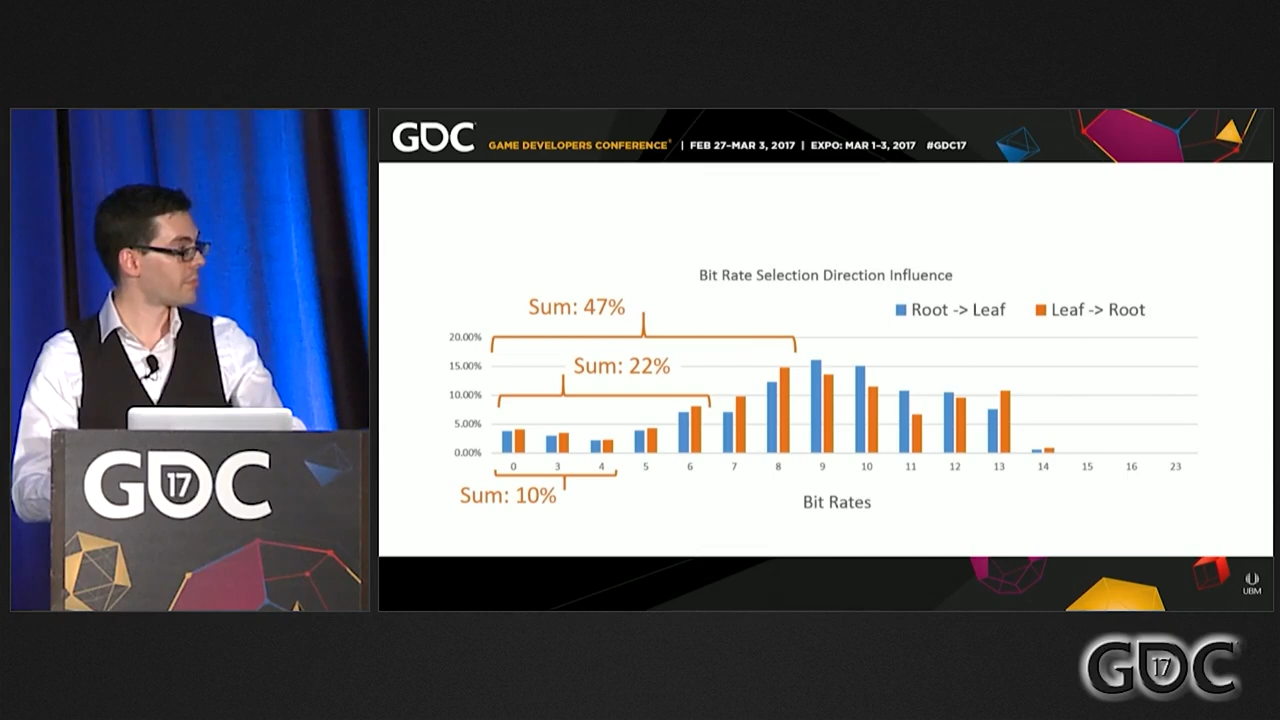 GDC GAME DEVELOPERS CONFERENCE® | FEB 27–MAR 3, 2017 | EXPO: MAR 1–3, 2017 #GDC17
Bit Rate Selection Direction Influence
Sum: 47%
Root -> Leaf
Leaf -> Root
20.00%
15.00%
10.00%
5.00%
0.00%
Sum: 22%
0 3 4 5 6 7 8 9 10 11 12 13 14 15 16 23
Sum: 10%
Bit Rates
GDC 17
UBM
GDC 17